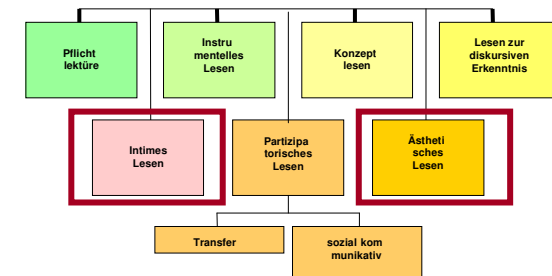 Pflicht
lektüre
Instru
mentelles
Lesen
Konzept
lesen
Lesen zur
diskursiven
Erkenntnis
Intimes
Lesen
Partizipa
torisches
Lesen
Ästheti
sches
Lesen
Transfer
sozial kom
munikativ